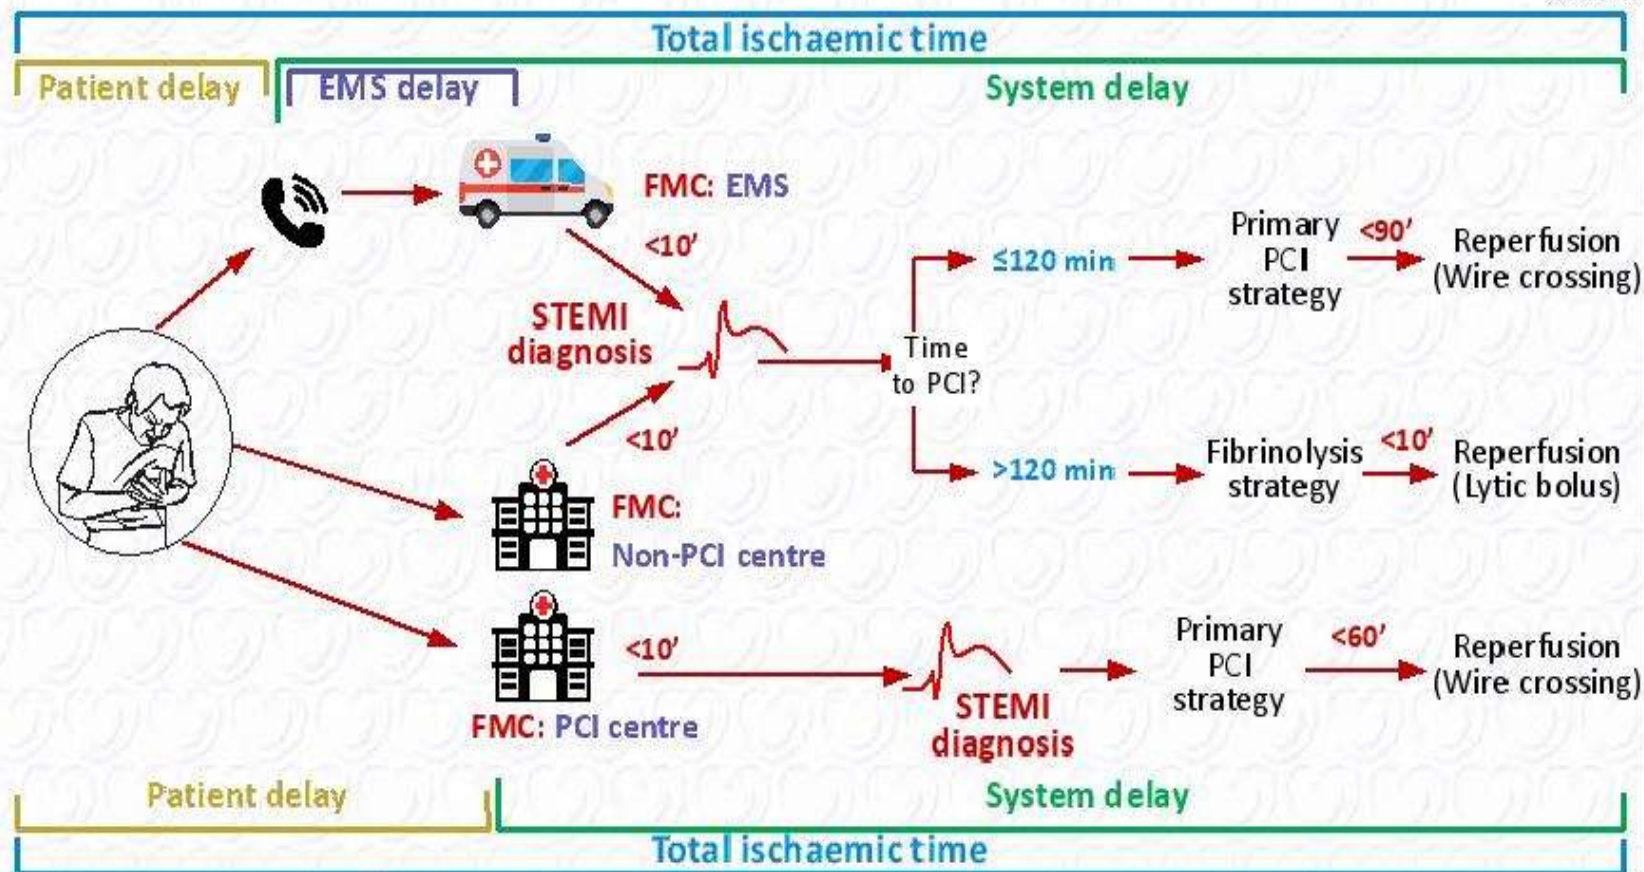 Total ischaemic time
Patient delay
EMS delay
System delay
FMC: EMS
<10’
STEMI
diagnosis
<10’
Time
to PCI?
≤120 min
Primary
PCI
strategy
<90’
Reperfusion
(Wire crossing)
>120 min
Fibrinolysis
strategy
<10’
Reperfusion
(Lytic bolus)
FMC:
Non-PCI centre
<10’
FMC: PCI centre
STEMI
diagnosis
Primary
PCI
strategy
<60’
Reperfusion
(Wire crossing)
Patient delay
System delay
Total ischaemic time